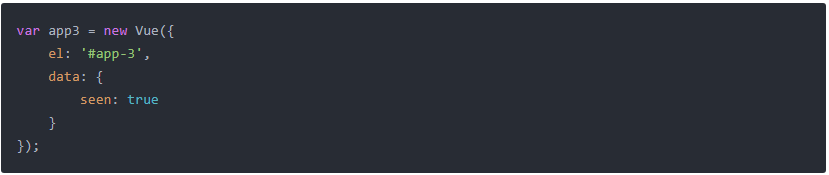 var app3 = new Vue({
    el: '#app-3',
    data: {
        seen: true
    }
});